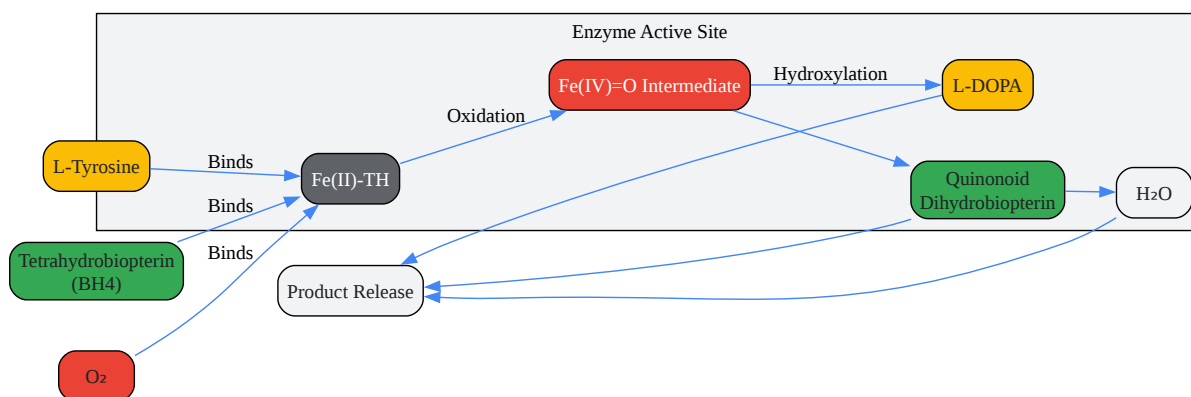 Enzyme Active Site
Fe(IV)=O Intermediate
Hydroxylation
L-DOPA
Oxidation
L-Tyrosine
Binds
Fe(II)-TH
Quinonoid
Dihydrobiopterin
H₂O
Binds
Tetrahydrobiopterin
(BH4)
Binds
Product Release
O₂